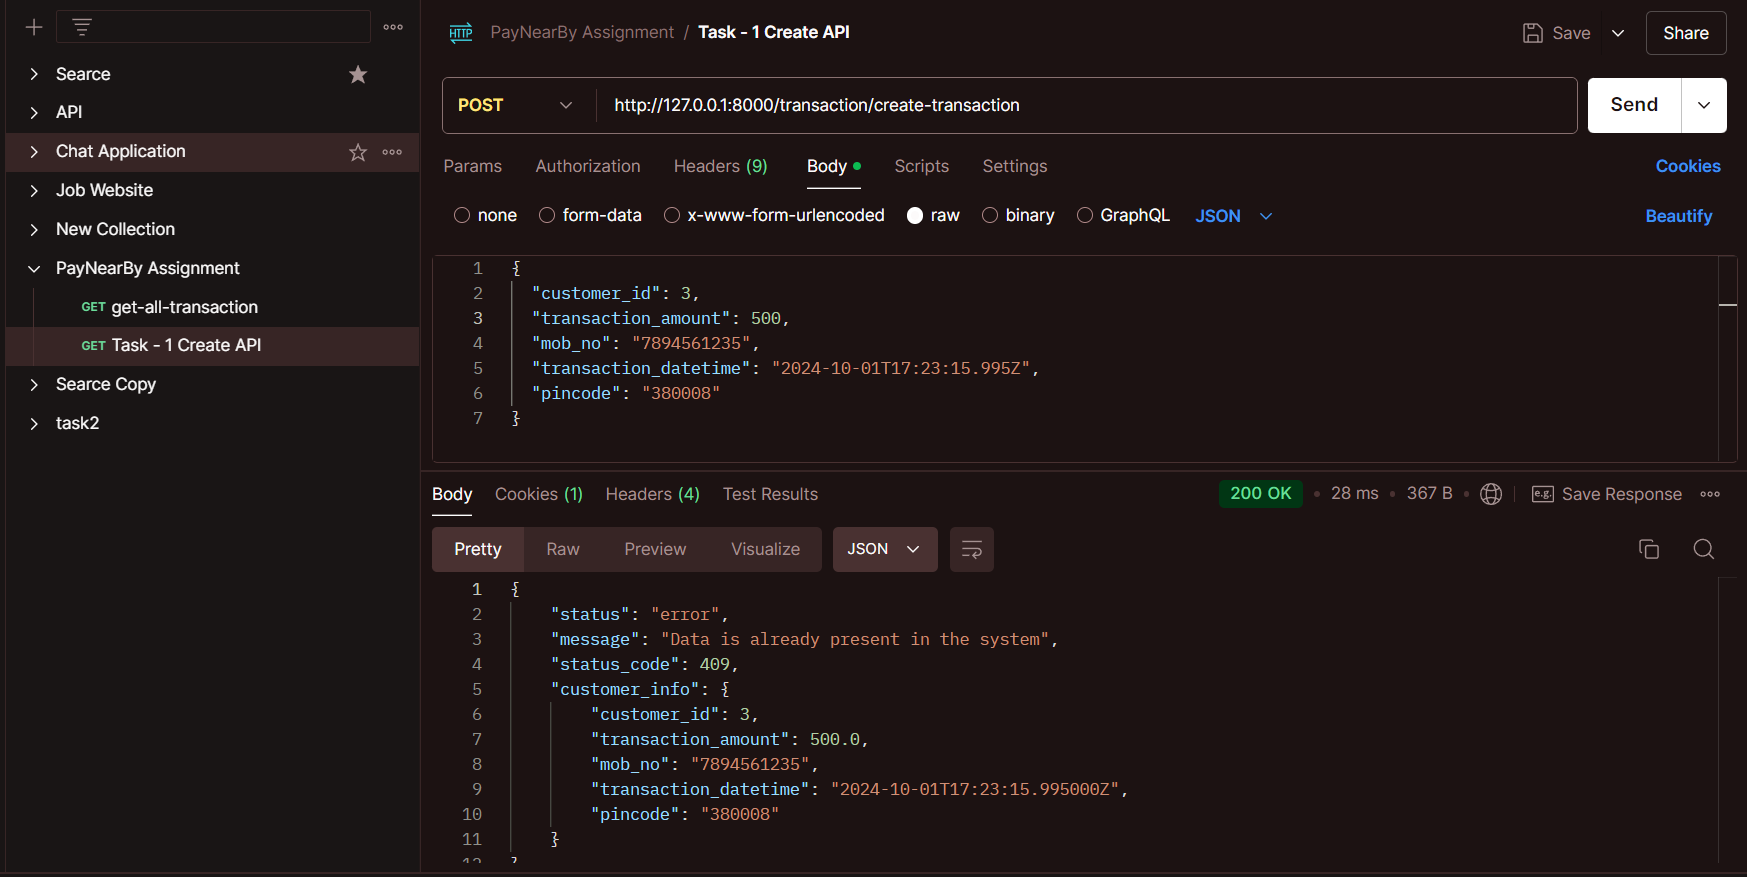 Searce
API
Chat Application
Job Website
New Collection
PayNearBy Assignment
GET get-all-transaction
GET Task - 1 Create API
Searce Copy
task2
HTTP PayNearBy Assignment / Task - 1 Create API
Save
Share
POST http://127.0.0.1:8000/transaction/create-transaction
Send
Params Authorization Headers (9) Body Scripts Settings
Cookies
none form-data x-www-form-urlencoded raw binary GraphQL JSON
Beautify
1 {
2 "customer_id": 3,
3 "transaction_amount": 500,
4 "mob_no": "7894561235",
5 "transaction_datetime": "2024-10-01T17:23:15.995Z",
6 "pincode": "380008"
7 }
Body Cookies (1) Headers (4) Test Results
200 OK • 28 ms • 367 B • e.g. Save Response
Pretty Raw Preview Visualize JSON
1 {
2 "status": "error",
3 "message": "Data is already present in the system",
4 "status_code": 409,
5 "customer_info": {
6 "customer_id": 3,
7 "transaction_amount": 500.0,
8 "mob_no": "7894561235",
9 "transaction_datetime": "2024-10-01T17:23:15.995000Z",
10 "pincode": "380008"
11 }
12 }